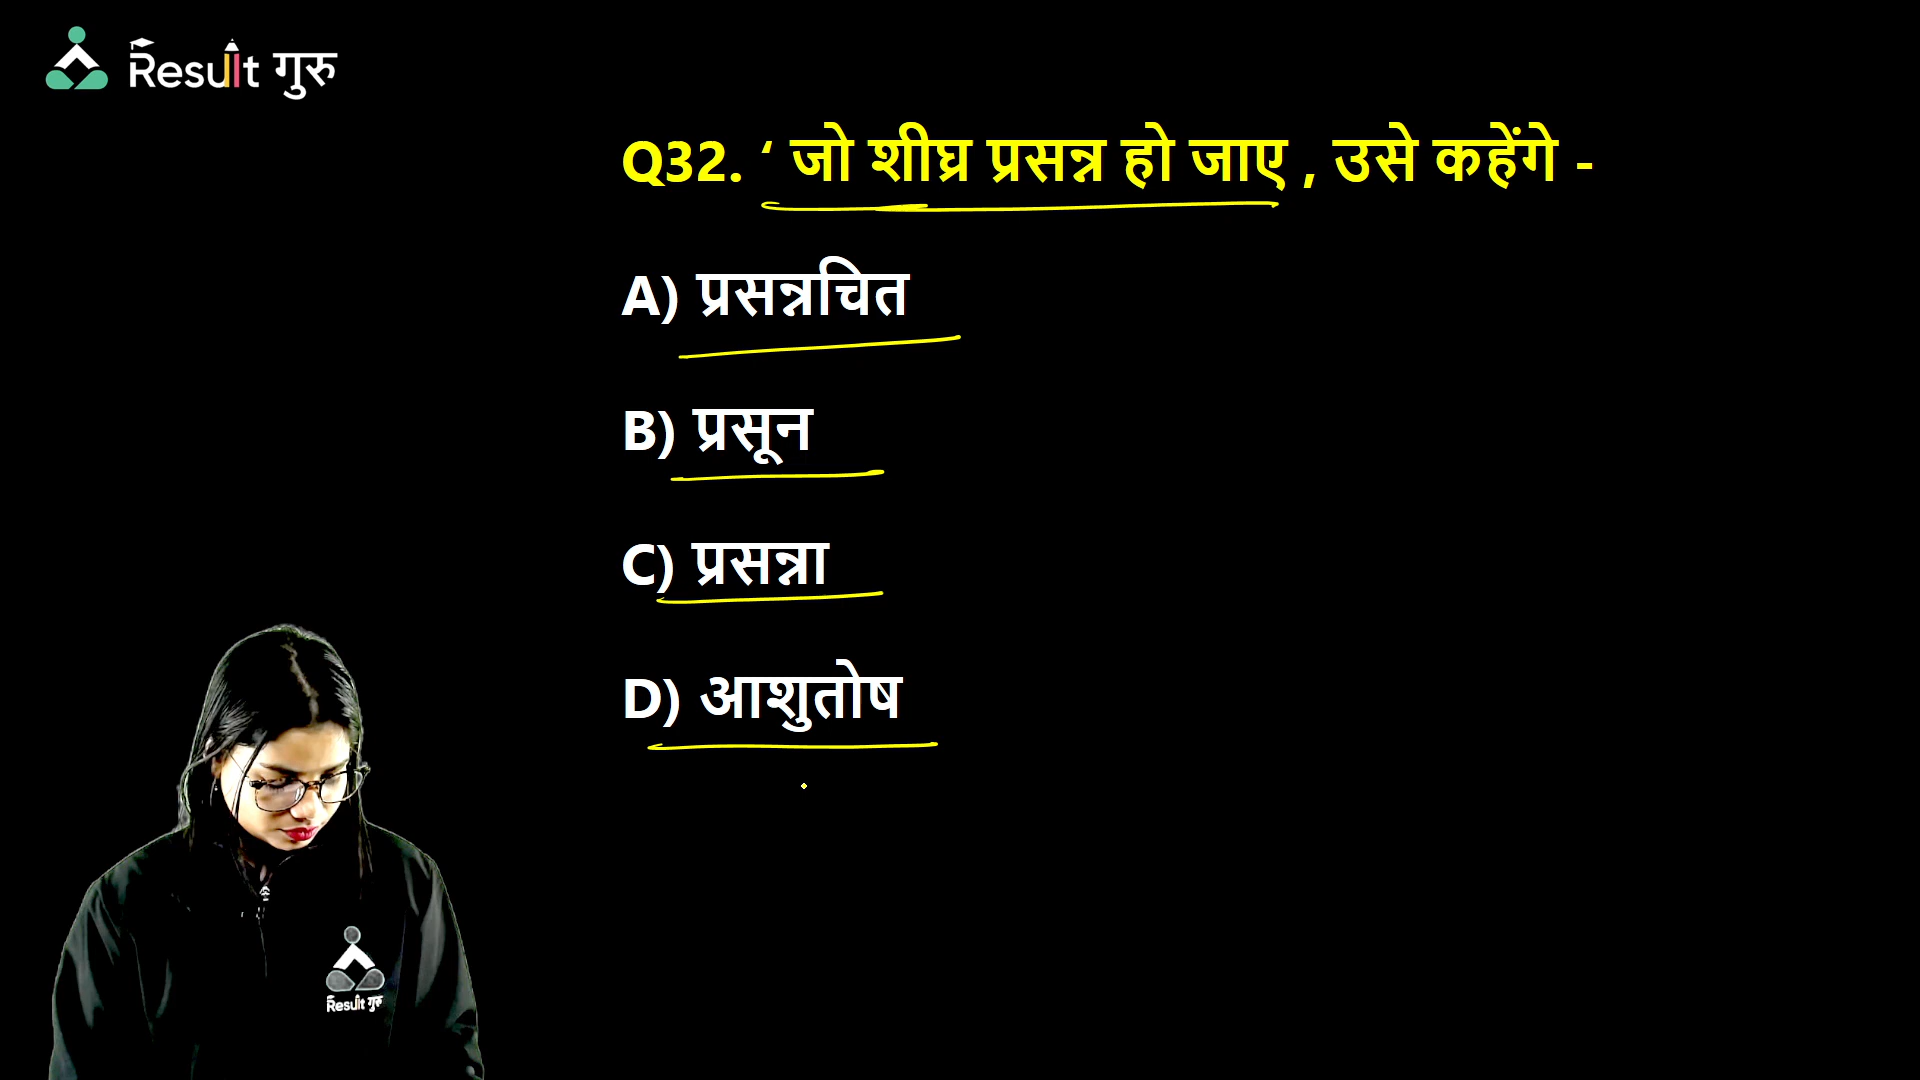 Result गुरु
Q32. ‘ जो शीघ्र प्रसन्न हो जाए , उसे कहेंगे -
A) प्रसन्नचित
B) प्रसून
C) प्रसन्ना
D) आशुतोष
Result गुरु